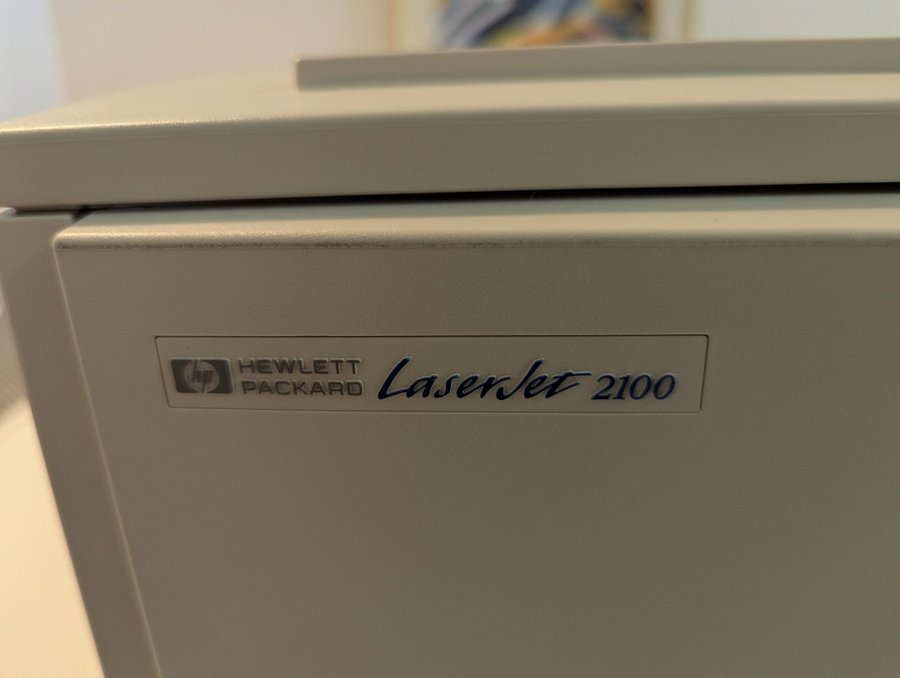 hp HEWLETT
PACKARD
LaserJet 2100